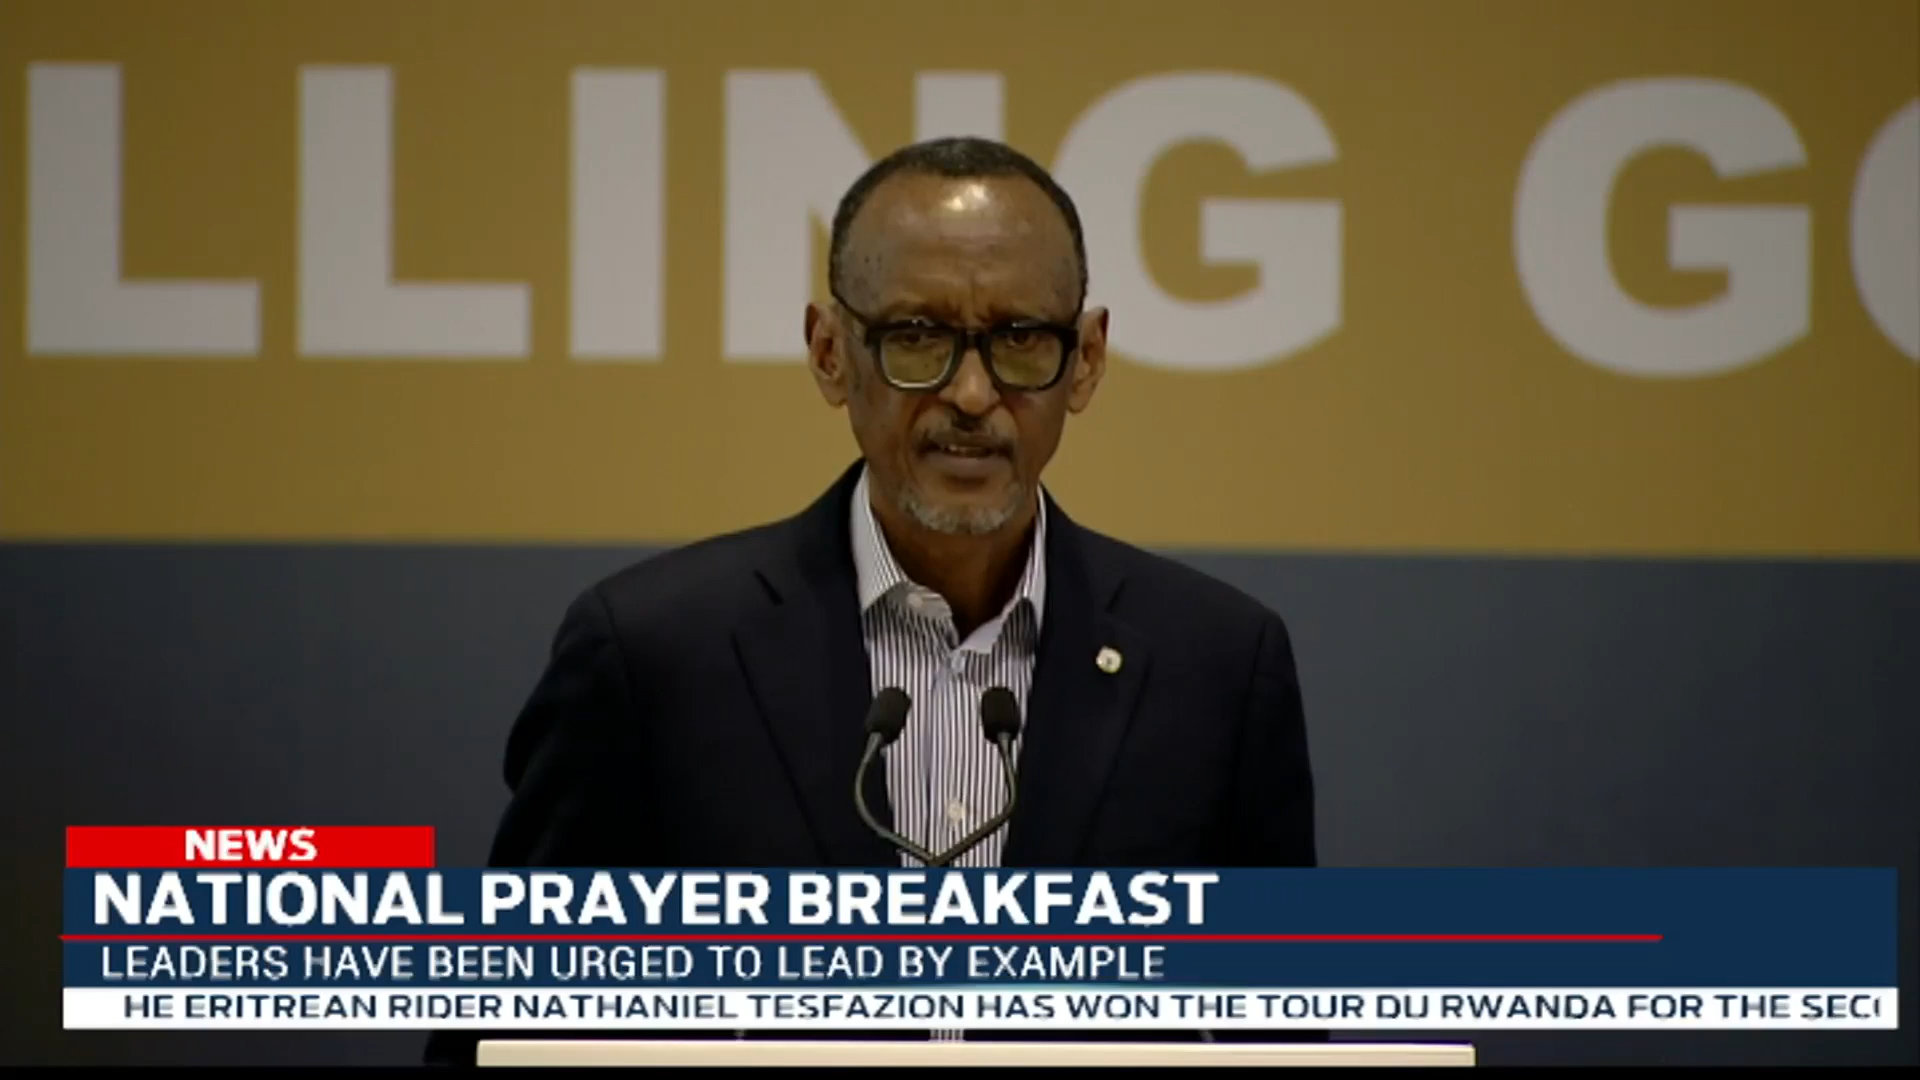 LLING GO
NEWS
NATIONAL PRAYER BREAKFAST
LEADERS HAVE BEEN URGED TO LEAD BY EXAMPLE
HE ERITREAN RIDER NATHANIEL TESFAZION HAS WON THE TOUR DU RWANDA FOR THE SEC